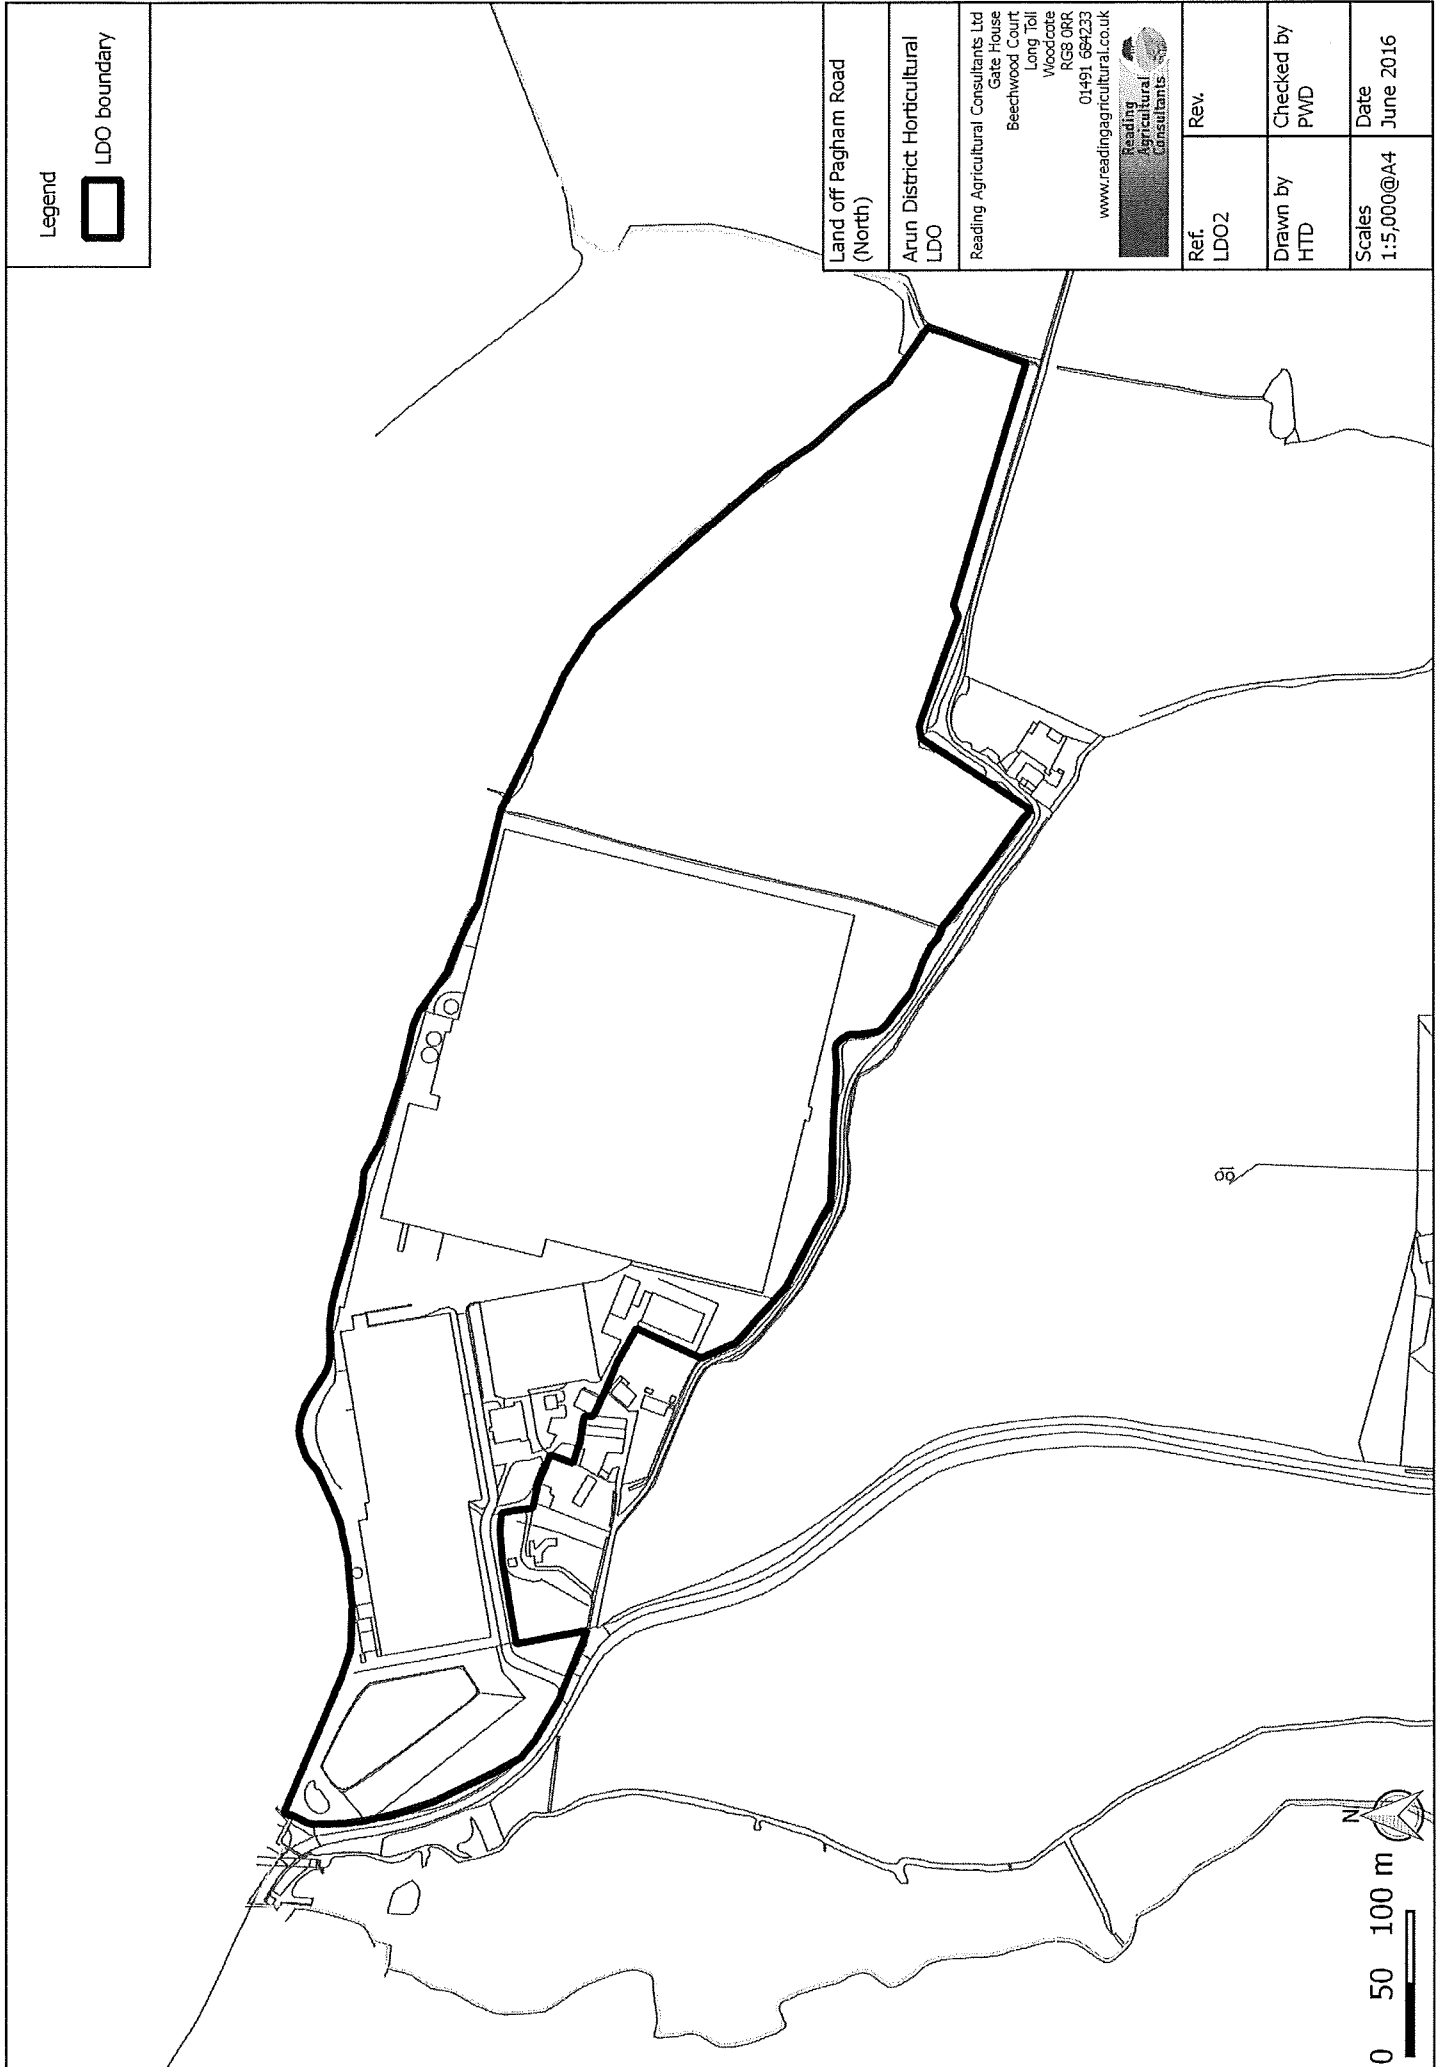 Legend
LDO boundary
Land off Pagham Road
(North)
Arun District Horticultural
LDO
Reading Agricultural Consultants Ltd
Gate House
Beechwood Court
Long Toll
Woodcote
RG8 0RR
01491 684233
www.readingagricultural.co.uk
Reading
Agricultural
Consultants
Ref.
LDO2
Rev.
Drawn by
HTD
Checked by
PWD
Scales
1:5,000@A4
Date
June 2016
N
0 50 100 m